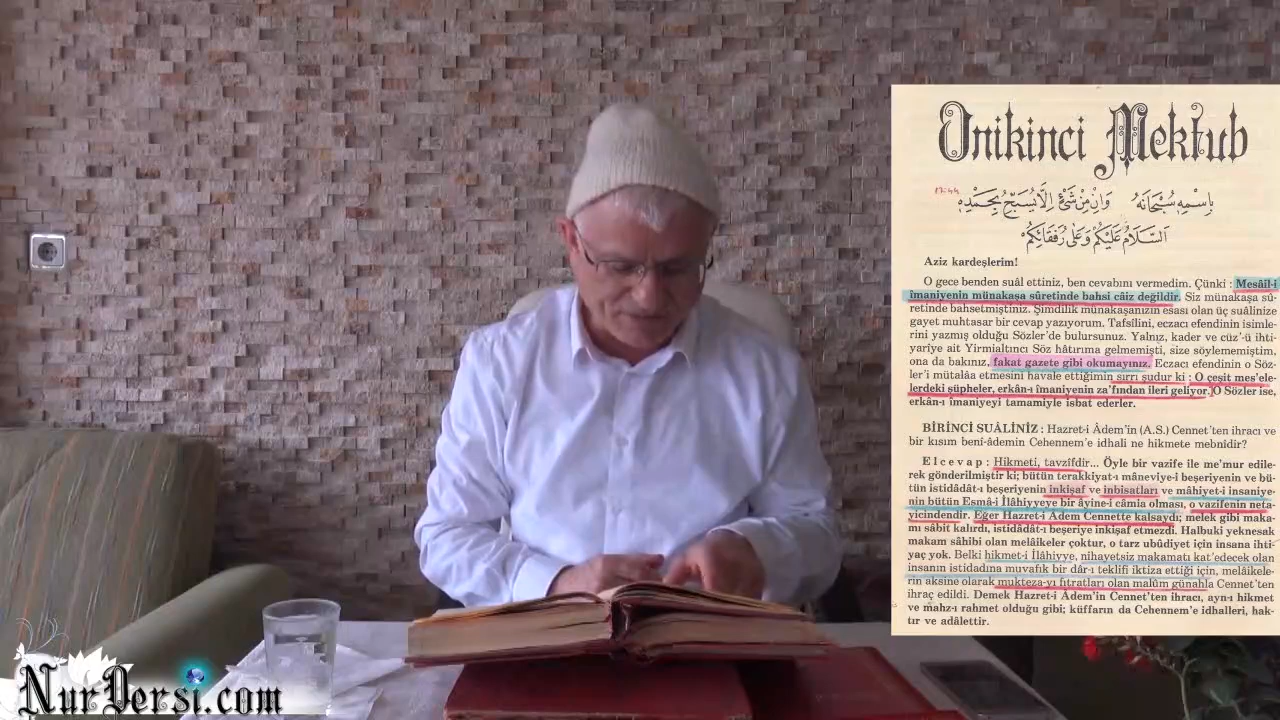 Onikinci Mektub
17:44
بِاسْمِهِ سُبْحَانَهُ وَاِنْ مِنْ شَىْءٍ اِلَّا يُسَبِّحُ بِحَمْدِهِ
اَلسَّلَامُ عَلَيْكُمْ وَعَلٰى رُفَقَائِكُمْ
Aziz kardeşlerim!
O gece benden suâl ettiniz, ben cevabını vermedim. Çünki : Mesâil-i
îmaniyenin münakaşa sûretinde bahsi câiz değildir. Siz münakaşa sû-
retinde bahsetmiştiniz. Şimdilik münakaşanızın esası olan üç suâlinize
gayet muhtasar bir cevap yazıyorum. Tafsilini, eczacı efendinin isimle-
rini yazmış olduğu Sözler'de bulursunuz. Yalnız, kader ve cüz'-ü ihti-
yariye ait Yirmialtıncı Söz hâtırıma gelmemişti, size söylememiştim,
ona da bakınız, fakat gazete gibi okumayınız. Eczacı efendinin o Söz-
ler'i mütalâa etmesini havale ettiğimin sırrı şudur ki : O çeşit mes'ele-
lerdeki şüpheler, erkân-ı îmaniyenin za'fından ileri geliyor. O Sözler ise,
erkân-ı îmaniyeyi tamamiyle isbat ederler.
BİRİNCİ SUÂLİNİZ : Hazret-i Âdem'in (A.S.) Cennet'ten ihracı ve
bir kısım benî-âdemin Cehennem'e idhali ne hikmete mebnîdir?
Elcevap : Hikmeti, tavzîfdir... Öyle bir vazife ile me'mur edile-
rek gönderilmiştir ki; bütün terakkiyat-ı mâneviye-i beşeriyenin ve bü-
tün istidâdât-ı beşeriyenin inkişaf ve inbisatları ve mâhiyet-i insaniye-
nin bütün Esmâ-i İlâhiyyeye bir âyine-i câmia olması, o vazifenin neta-
yicindendir. Eğer Hazret-i Âdem Cennette kalsaydı; melek gibi maka-
mı sâbit kalırdı, istidâdât-ı beşeriye inkişaf etmezdi. Halbuki yeknesak
makam sâhibi olan melâikeler çoktur, o tarz ubûdiyet için insana ihti-
yaç yok. Belki hikmet-i İlâhiyye, nihayetsiz makamatı kat'edecek olan
insanın istidadına muvafık bir dâr-ı teklifi iktiza ettiği için, melâikele-
rin aksine olarak mukteza-yı fıtratları olan malûm günahla Cennet'ten
ihraç edildi. Demek Hazret-i Âdem'in Cennet'ten ihracı, ayn-ı hikmet
ve mahz-ı rahmet olduğu gibi; küffarın da Cehennem'e idhalleri, hak-
tır ve adâlettir.
NurDersi.com